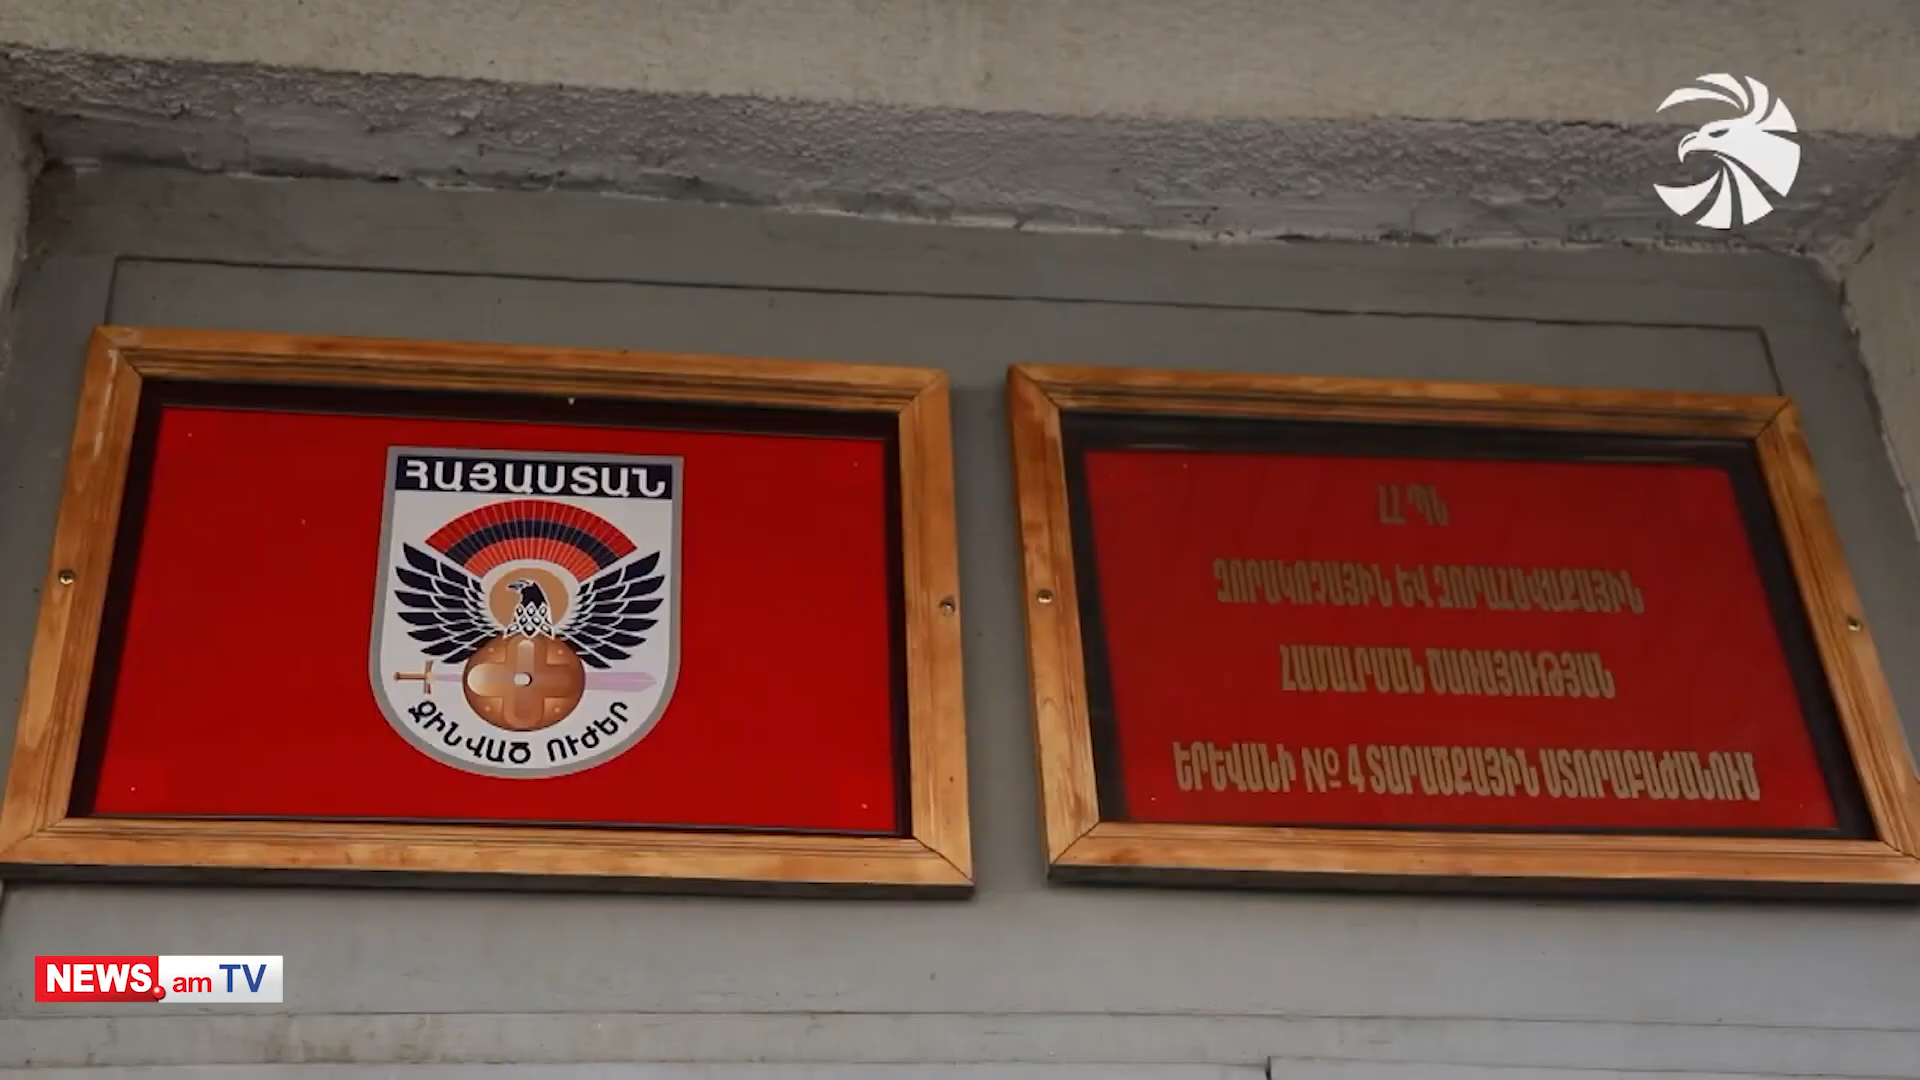 ՀԱՅԱՍՏԱՆ
ԶԻՆՎԱԾ ՈՒԺԵՐ
ՀՀ ՊՆ
ԶՈՐԱԿՈՉԱՅԻՆ ԵՎ ԶՈՐԱՀԱՎԱՔԱՅԻՆ
ՀԱՄԱԼՐՄԱՆ ԾԱՌԱՅՈՒԹՅԱՆ
ԵՐԵՎԱՆԻ № 4 ՏԱՐԱԾՔԱՅԻՆ ՍՏՈՐԱԲԱԺԱՆՈՒՄ
NEWS.am TV